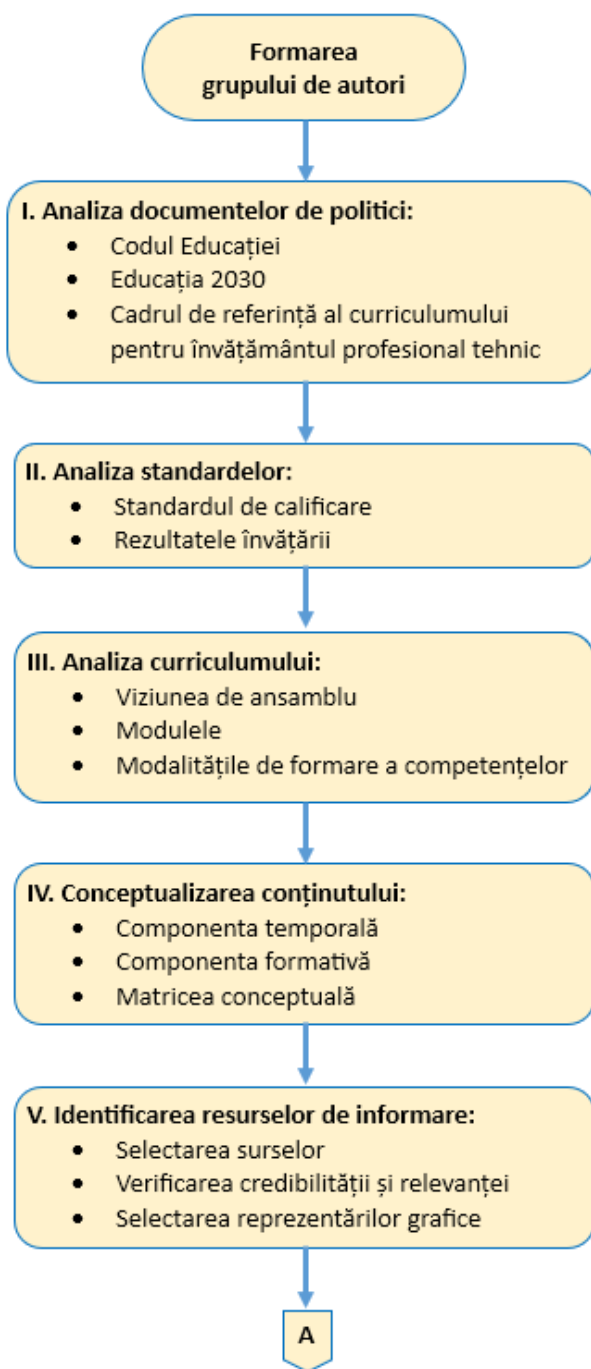 Formarea
grupului de autori
I. Analiza documentelor de politici:
• Codul Educației
• Educația 2030
• Cadrul de referință al curriculumului
pentru învățământul profesional tehnic
II. Analiza standardelor:
• Standardul de calificare
• Rezultatele învățării
III. Analiza curriculumului:
• Viziunea de ansamblu
• Modulele
• Modalitățile de formare a competențelor
IV. Conceptualizarea conținutului:
• Componenta temporală
• Componenta formativă
• Matricea conceptuală
V. Identificarea resurselor de informare:
• Selectarea surselor
• Verificarea credibilității și relevanței
• Selectarea reprezentărilor grafice
A